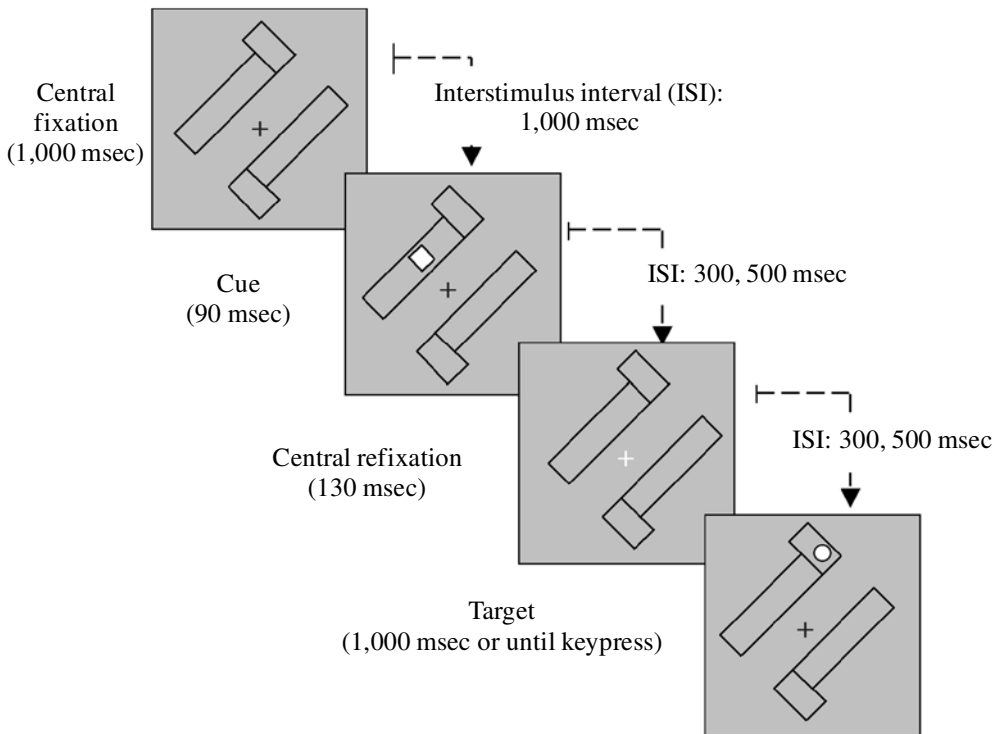 Central
fixation
(1,000 msec)
Interstimulus interval (ISI):
1,000 msec
Cue
(90 msec)
ISI: 300, 500 msec
Central refixation
(130 msec)
ISI: 300, 500 msec
Target
(1,000 msec or until keypress)